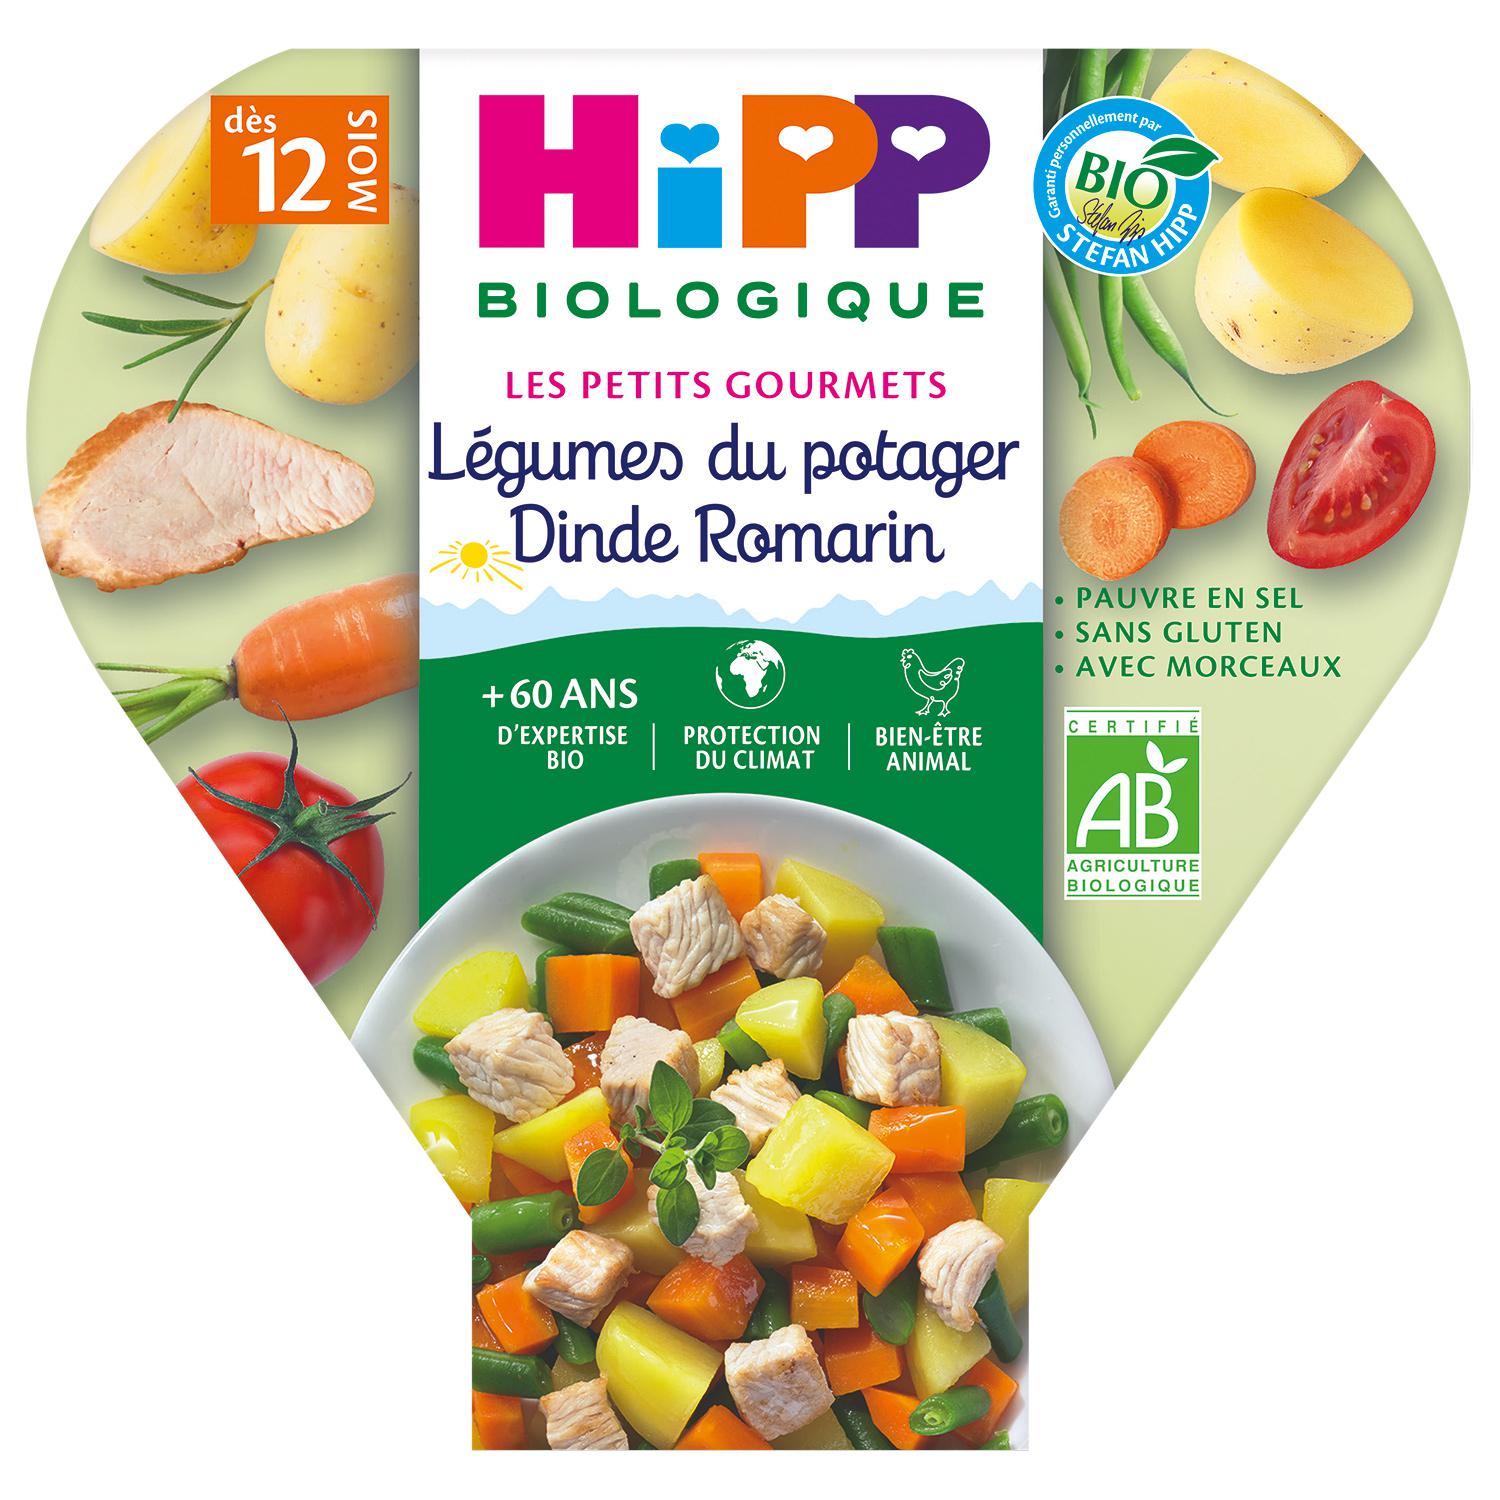 dès
12
MOIS
HiPP
BIOLOGIQUE
Garanti personnellement par
BIO
Stefan Hipp
STEFAN HIPP
LES PETITS GOURMETS
Légumes du potager
Dinde Romarin
• PAUVRE EN SEL
• SANS GLUTEN
• AVEC MORCEAUX
+60 ANS
D'EXPERTISE
BIO
PROTECTION
DU CLIMAT
BIEN-ÊTRE
ANIMAL
CERTIFIÉ
AB
AGRICULTURE
BIOLOGIQUE